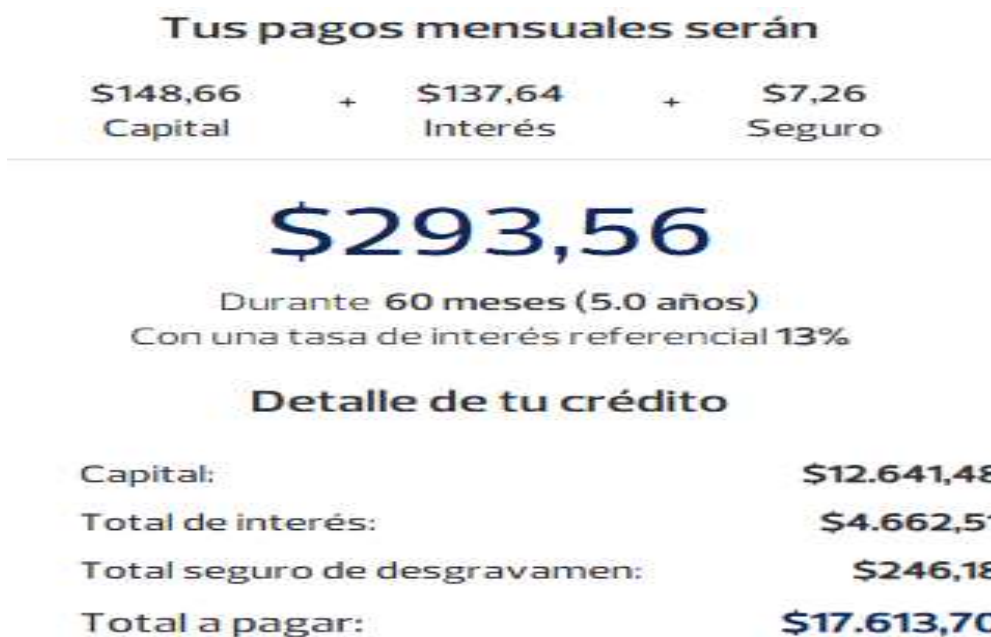 Tus pagos mensuales serán
$148,66 + $137,64 + $7,26
Capital Interés Seguro
$293,56
Durante 60 meses (5.0 años)
Con una tasa de interés referencial 13%
Detalle de tu crédito
Capital: $12.641,48
Total de interés: $4.662,51
Total seguro de desgravamen: $246,18
Total a pagar: $17.613,70